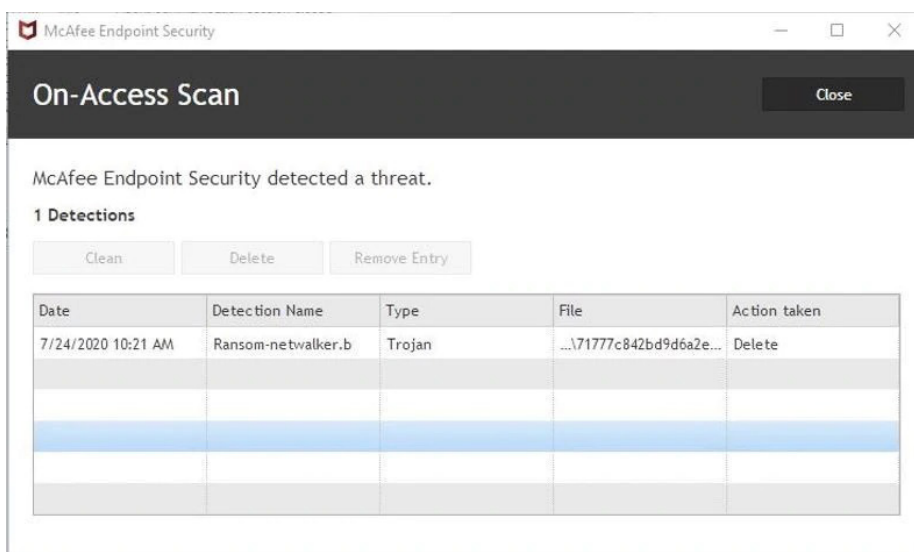 McAfee Endpoint Security
On-Access Scan
Close
McAfee Endpoint Security detected a threat.
1 Detections
Clean Delete Remove Entry
Date Detection Name Type File Action taken
7/24/2020 10:21 AM Ransom-netwalker.b Trojan ...\71777c842bd9d6a2e... Delete